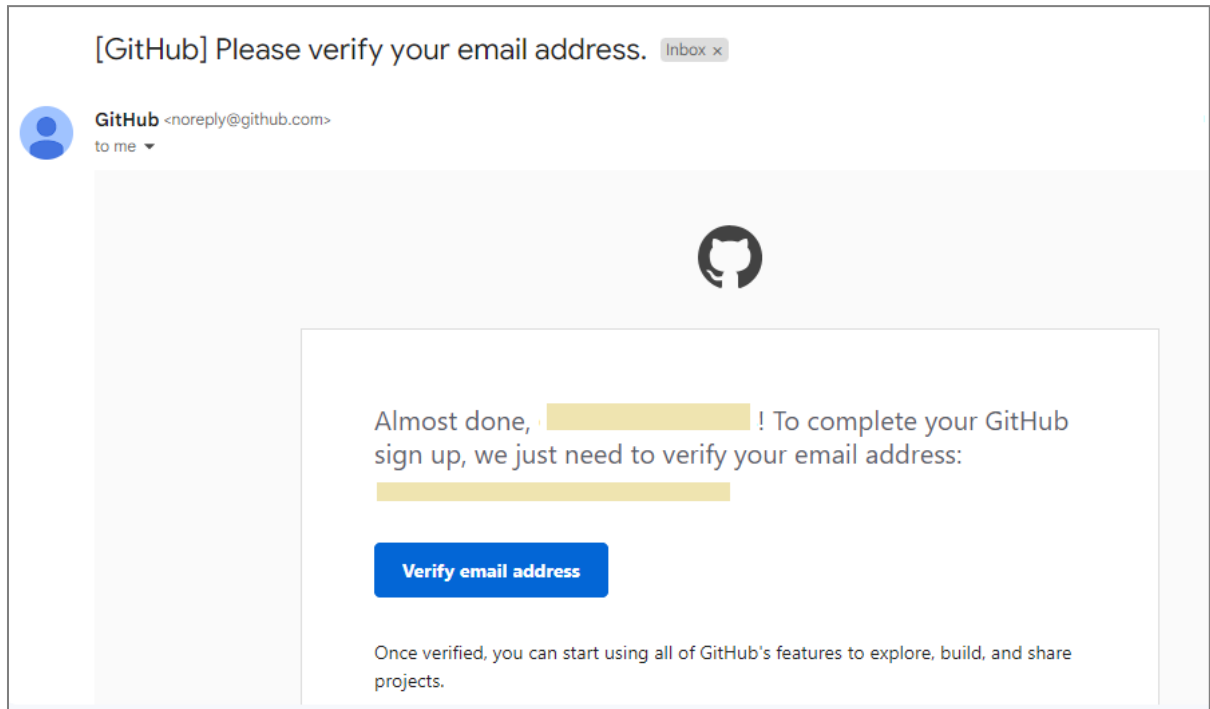 [GitHub] Please verify your email address. Inbox ×
GitHub <noreply@github.com>
to me
Almost done, ! To complete your GitHub
sign up, we just need to verify your email address:
Verify email address
Once verified, you can start using all of GitHub's features to explore, build, and share
projects.